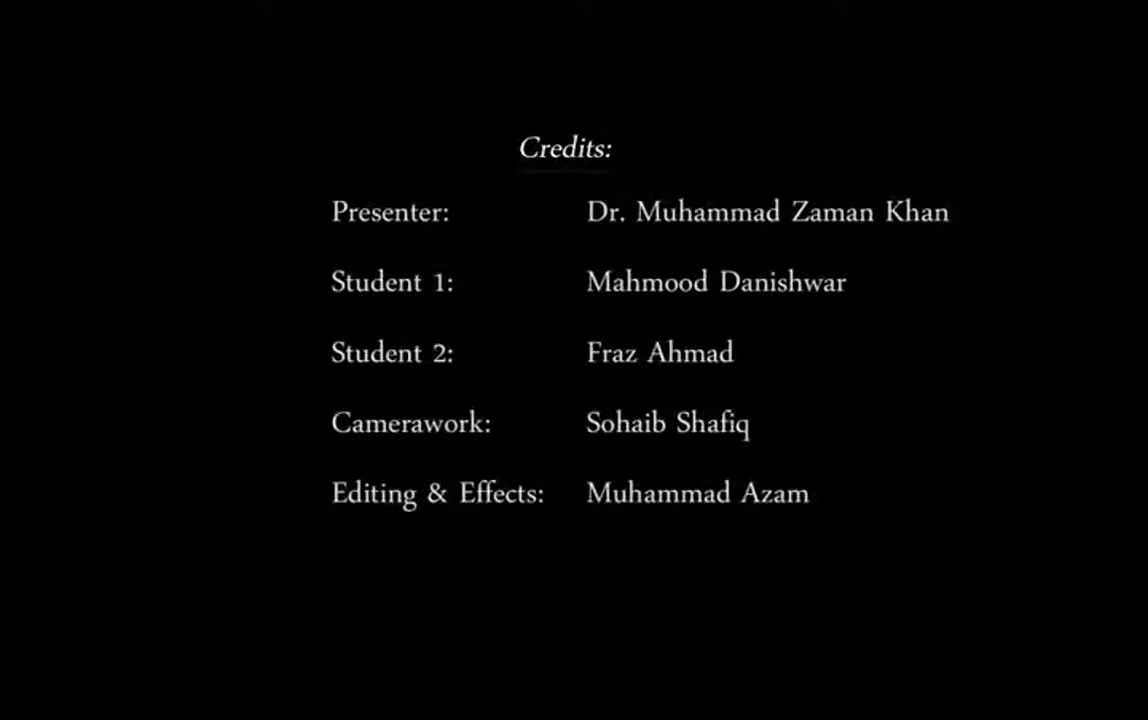 Credits:
Presenter: Dr. Muhammad Zaman Khan
Student 1: Mahmood Danishwar
Student 2: Fraz Ahmad
Camerawork: Sohaib Shafiq
Editing & Effects: Muhammad Azam